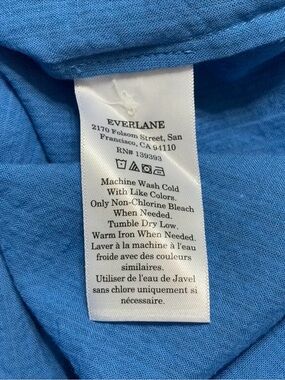 EVERLANE
2170 Folsom Street, San
Francisco, CA 94110
RN# 139393
Machine Wash Cold
With Like Colors.
Only Non-Chlorine Bleach
When Needed.
Tumble Dry Low.
Warm Iron When Needed.
Laver à la machine à l'eau
froide avec des couleurs
similaires.
Utiliser de l'eau de Javel
sans chlore uniquement si
nécessaire.